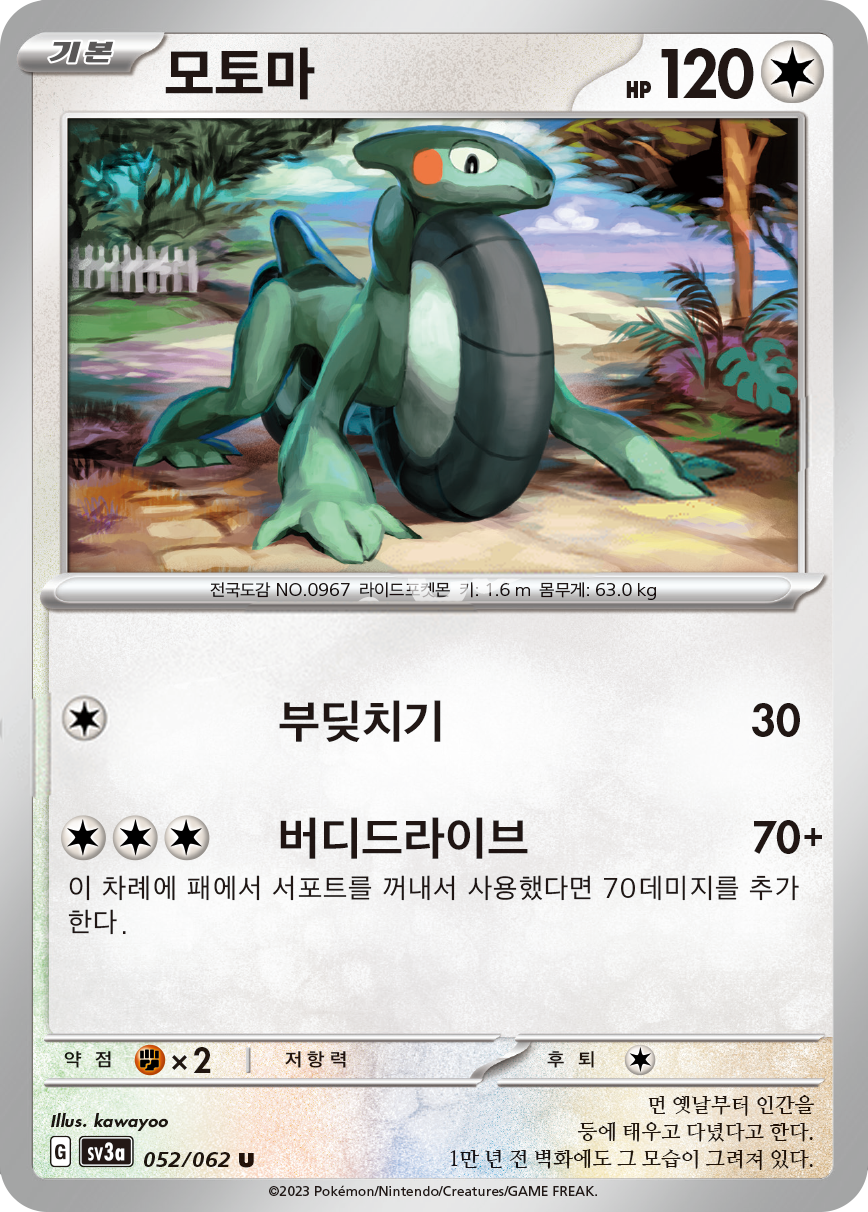 기본
모토마
HP 120
전국도감 NO.0967 라이드포켓몬 키: 1.6 m 몸무게: 63.0 kg
부딪치기 30
버디드라이브 70+
이 차례에 패에서 서포트를 꺼내서 사용했다면 70데미지를 추가
한다.
약점 ×2 저항력 후퇴
Illus. kawayoo
G sv3a 052/062 U
먼 옛날부터 인간을
등에 태우고 다녔다고 한다.
1만 년 전 벽화에도 그 모습이 그려져 있다.
©2023 Pokémon/Nintendo/Creatures/GAME FREAK.